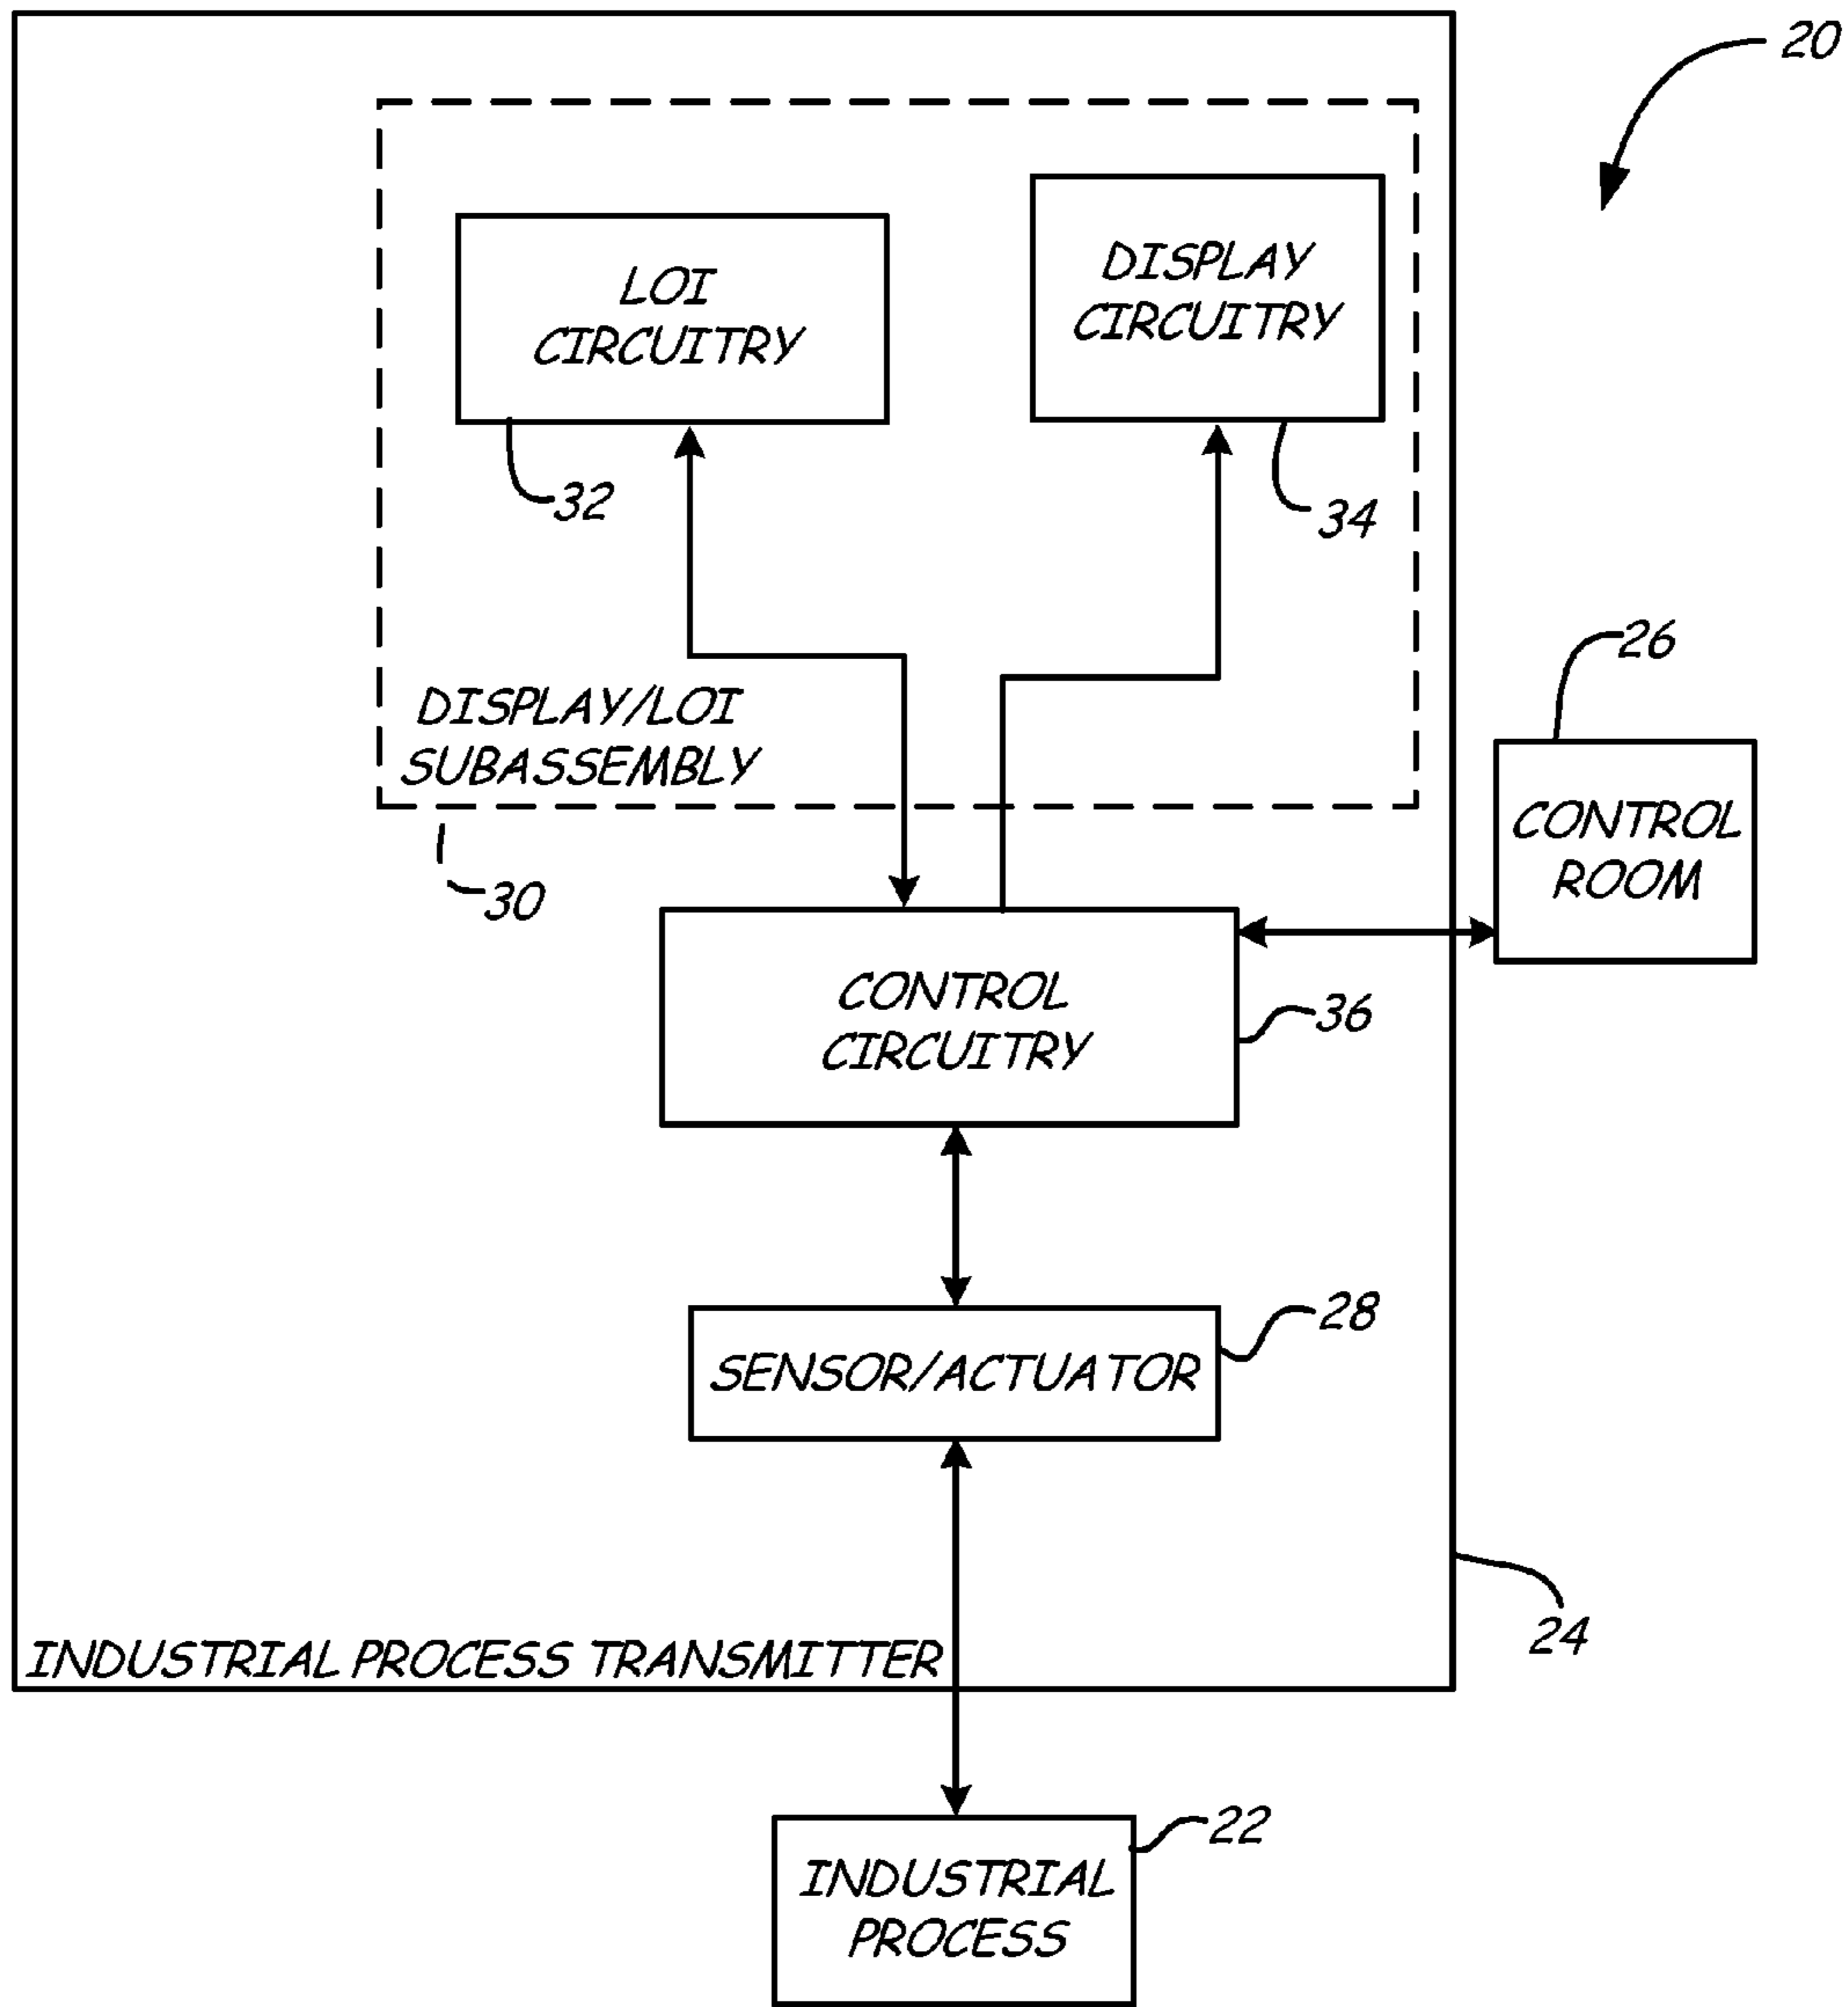 20
LOI
CIRCUITRY
DISPLAY
CIRCUITRY
32
34
DISPLAY/LOI
SUBASSEMBLY
30
26
CONTROL
ROOM
CONTROL
CIRCUITRY
36
SENSOR/ACTUATOR
28
INDUSTRIAL PROCESS TRANSMITTER
24
INDUSTRIAL
PROCESS
22